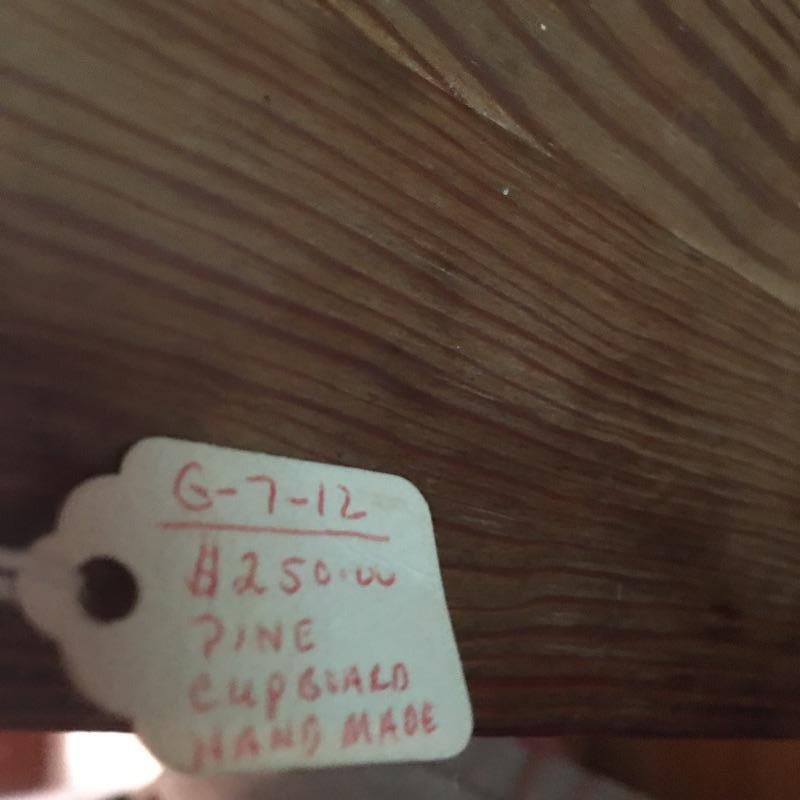 G-7-12
$250.00
PINE
CUPBOARD
HAND MADE